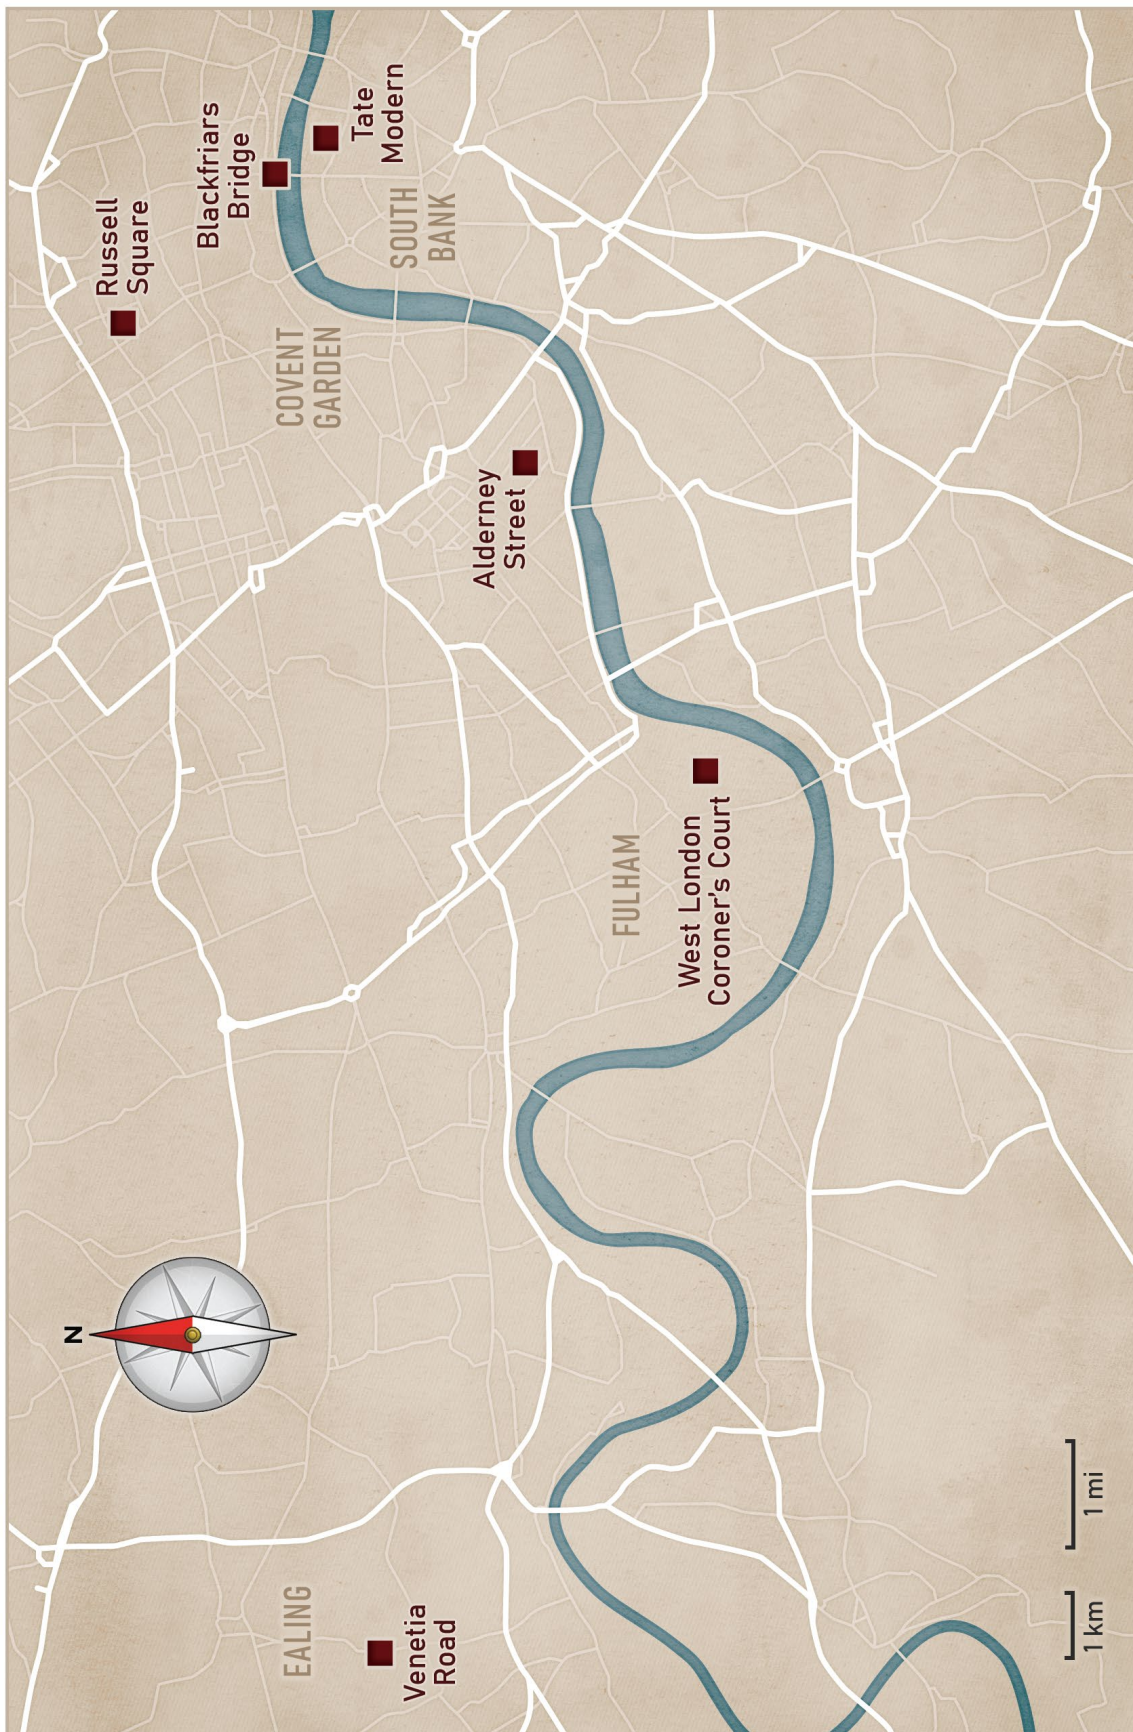 N
EALING
Venetia
Road
FULHAM
West London
Coroner's Court
Alderney
Street
COVENT
GARDEN
Russell
Square
Blackfriars
Bridge
Tate
Modern
SOUTH
BANK
1 km
1 mi